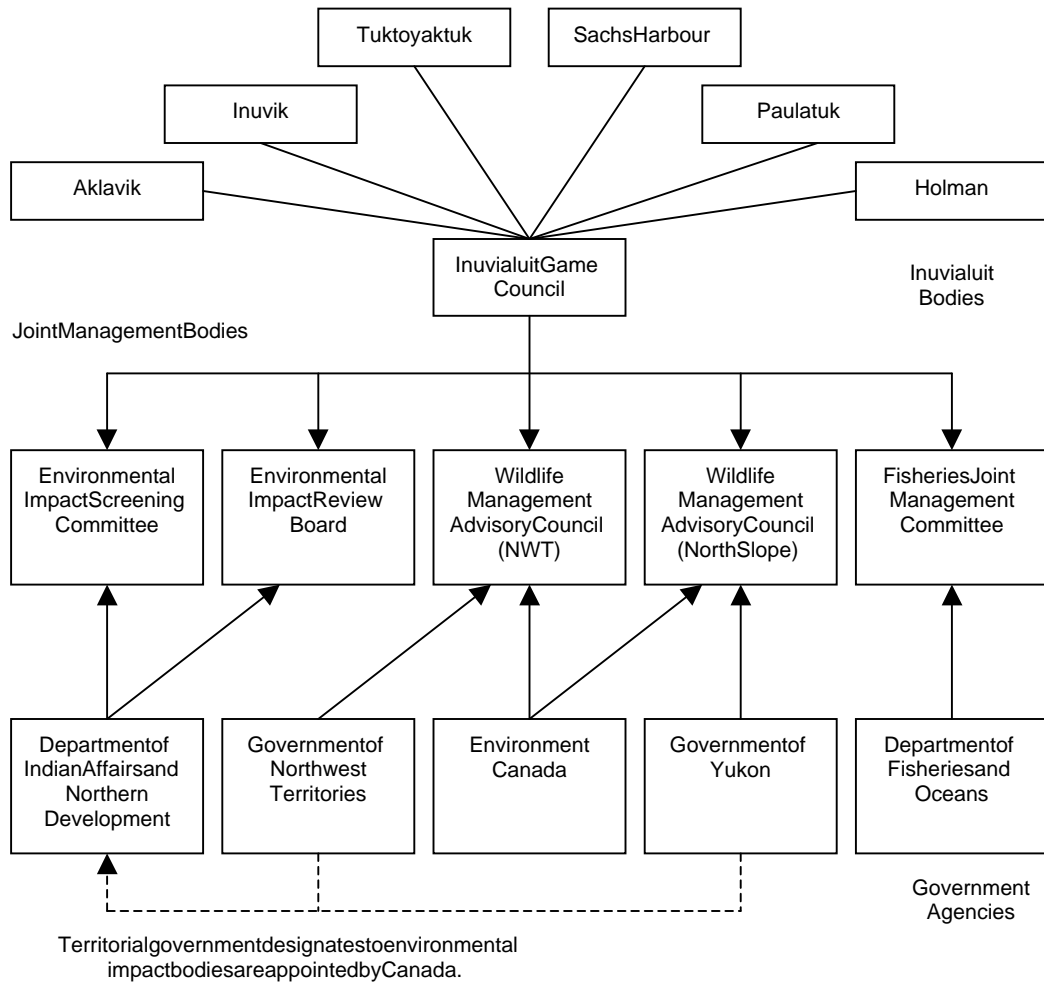 Tuktoyaktuk
SachsHarbour
Inuvik
Paulatuk
Aklavik
Holman
InuvialuitGame
Council
Inuvialuit
Bodies
JointManagementBodies
Environmental
ImpactScreening
Committee
Environmental
ImpactReview
Board
Wildlife
Management
AdvisoryCouncil
(NWT)
Wildlife
Management
AdvisoryCouncil
(NorthSlope)
FisheriesJoint
Management
Committee
Departmentof
IndianAffairsand
Northern
Development
Governmentof
Northwest
Territories
Environment
Canada
Governmentof
Yukon
Departmentof
Fisheriesand
Oceans
Government
Agencies
Territorialgovernmentdesignatestoenvironmental
impactbodiesareappointedbyCanada.